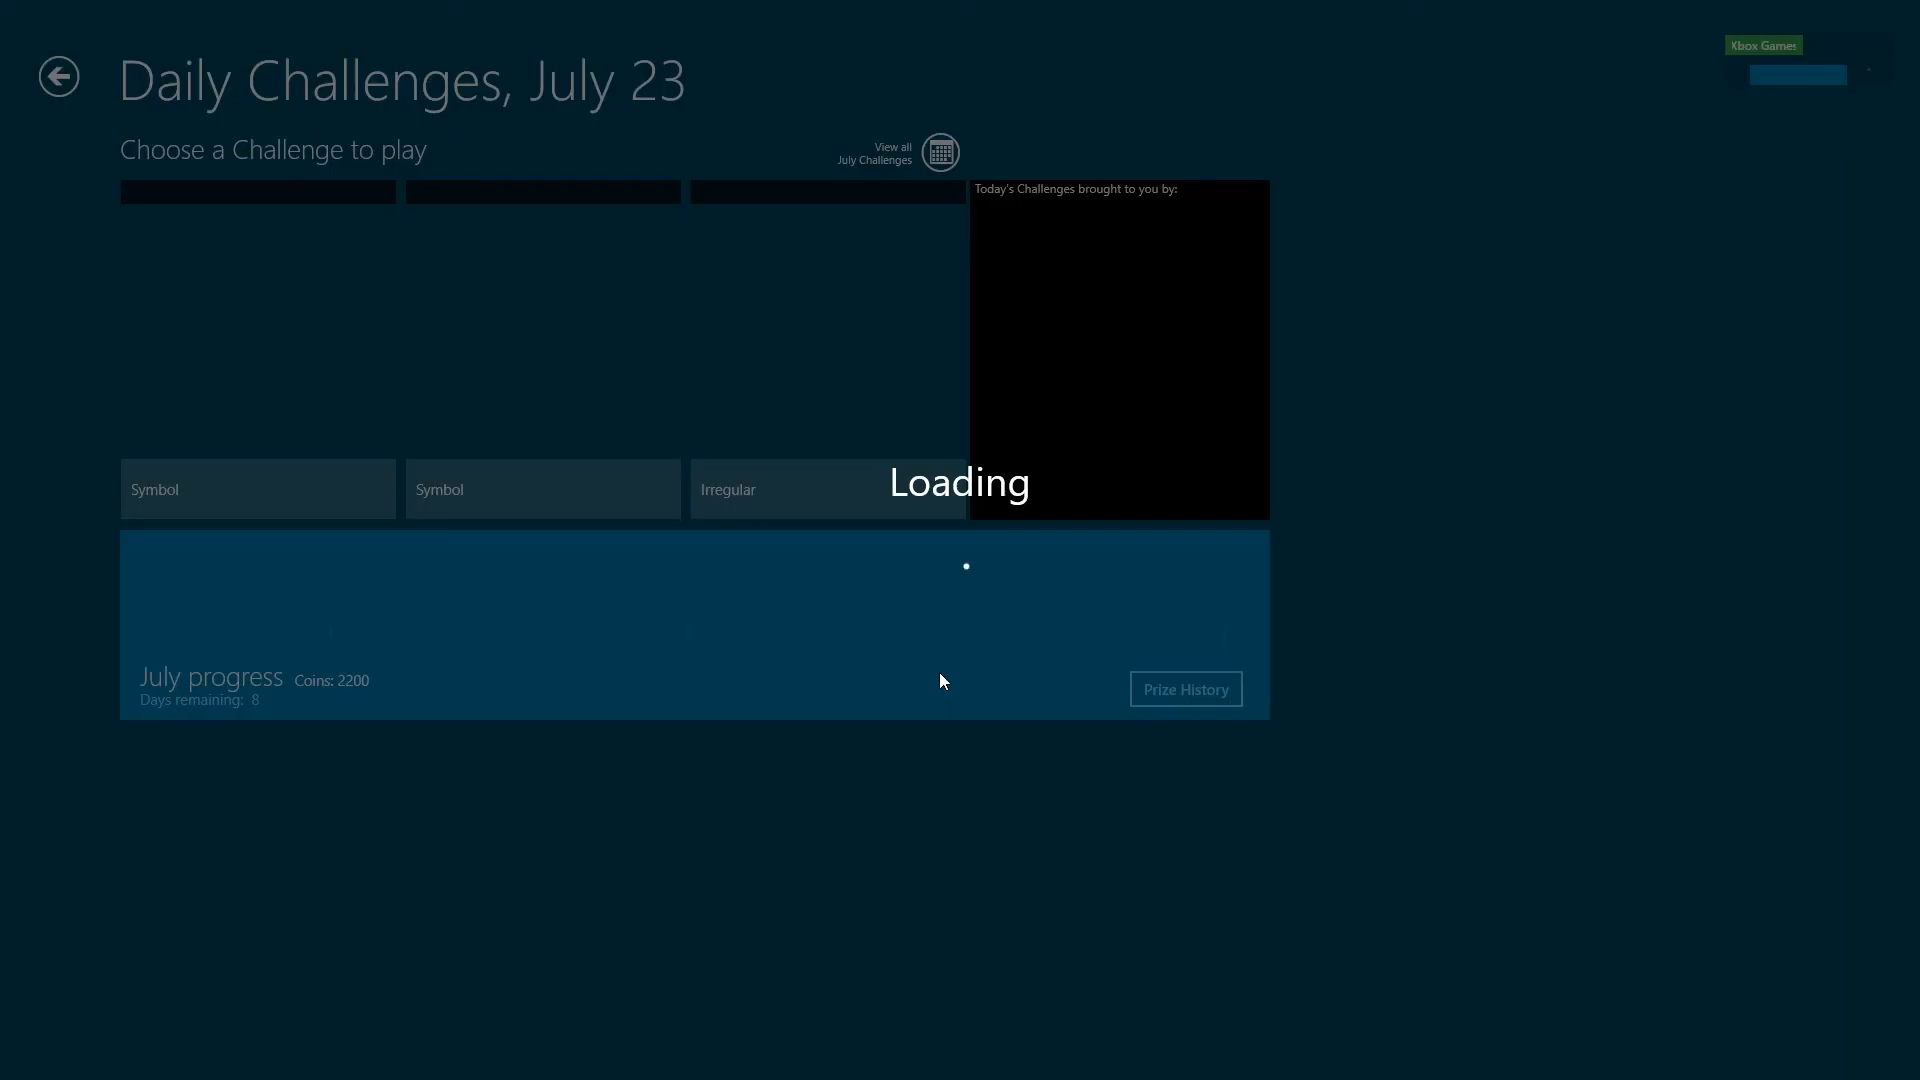 Xbox Games
Daily Challenges, July 23
Choose a Challenge to play
View all
July Challenges
Today's Challenges brought to you by:
Symbol
Symbol
Irregular
Loading
July progress Coins: 2200
Days remaining: 8
Prize History